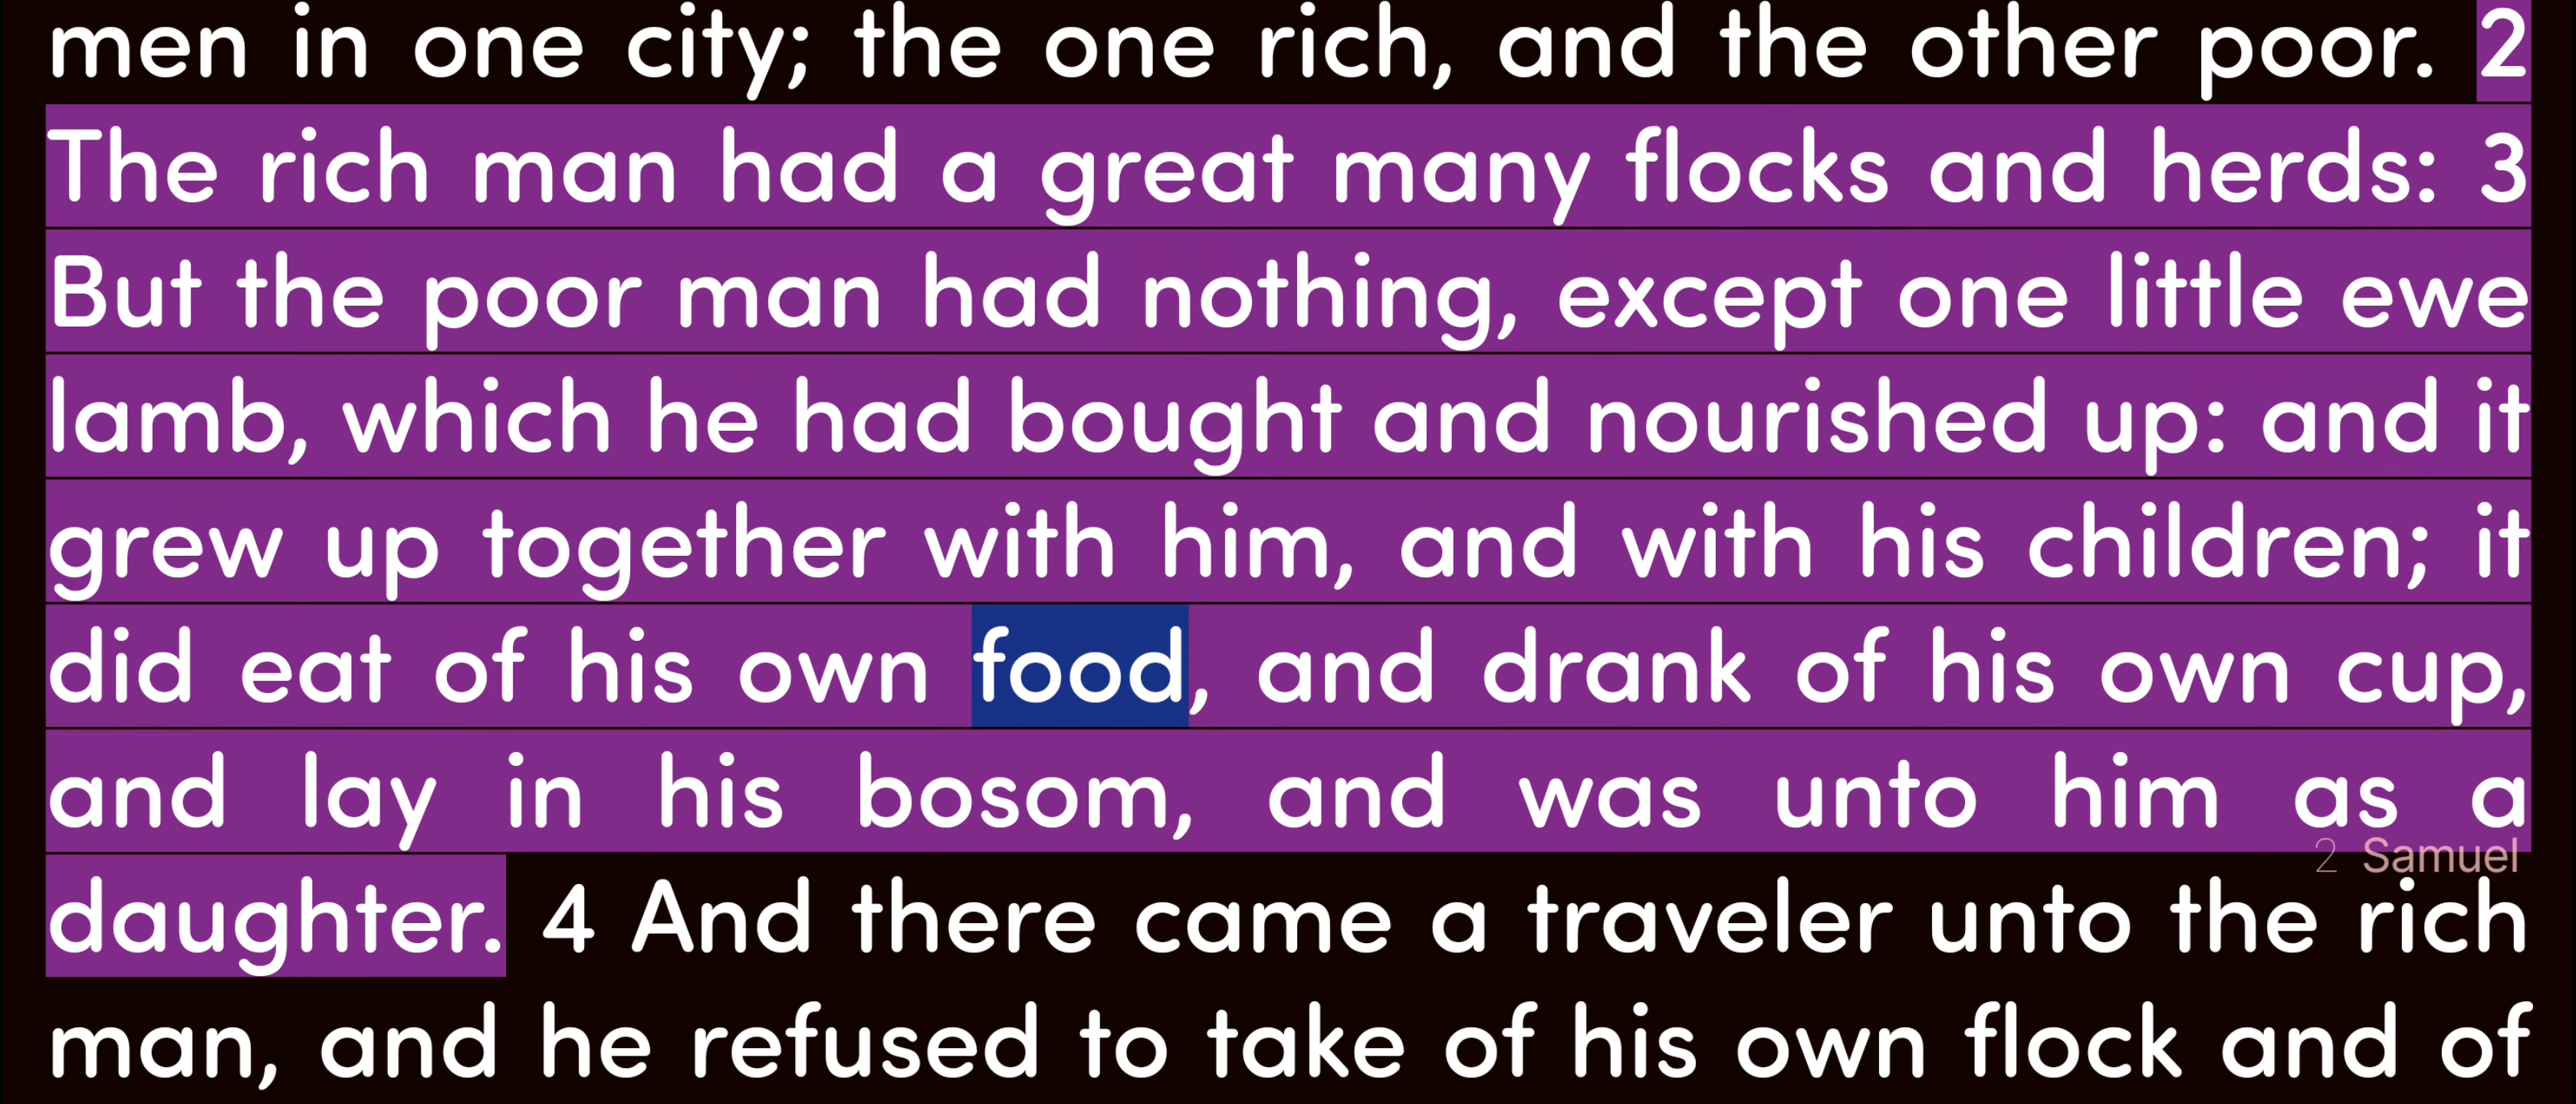 men in one city; the one rich, and the other poor. 2
The rich man had a great many flocks and herds: 3
But the poor man had nothing, except one little ewe
lamb, which he had bought and nourished up: and it
grew up together with him, and with his children; it
did eat of his own food, and drank of his own cup,
and lay in his bosom, and was unto him as a
2 Samuel
daughter. 4 And there came a traveler unto the rich
man, and he refused to take of his own flock and of